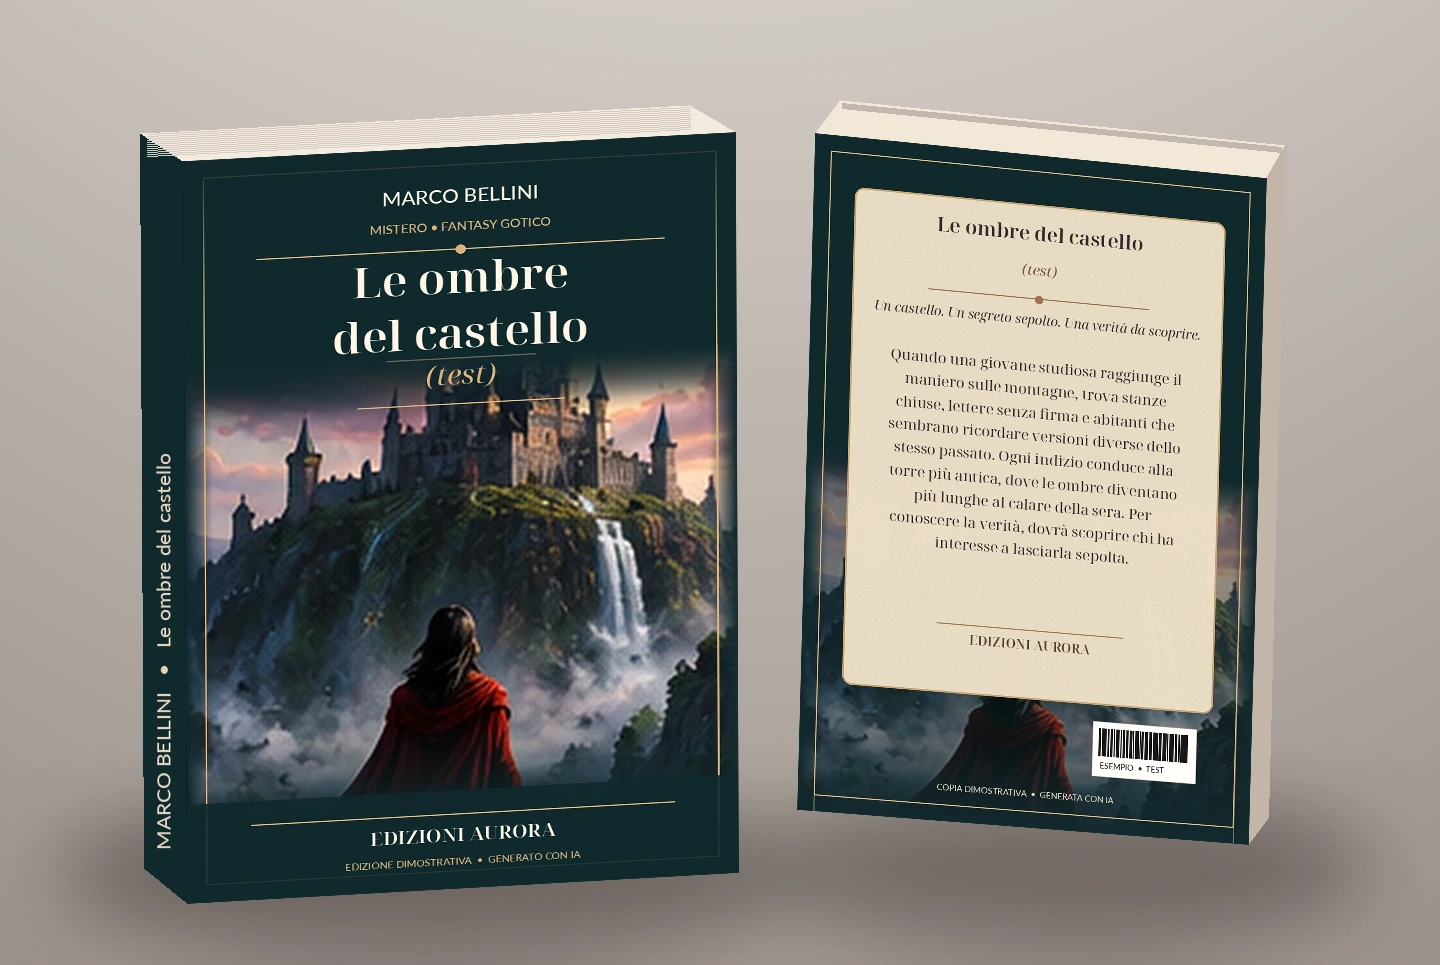 MARCO BELLINI
MISTERO • FANTASY GOTICO
Le ombre
del castello
(test)
EDIZIONI AURORA
EDIZIONE DIMOSTRATIVA • GENERATO CON IA
MARCO BELLINI • Le ombre del castello
Le ombre del castello
(test)
Un castello. Un segreto sepolto. Una verità da scoprire.
Quando una giovane studiosa raggiunge il
maniero sulle montagne, trova stanze
chiuse, lettere senza firma e abitanti che
sembrano ricordare versioni diverse dello
stesso passato. Ogni indizio conduce alla
torre più antica, dove le ombre diventano
più lunghe al calare della sera. Per
conoscere la verità, dovrà scoprire chi ha
interesse a lasciarla sepolta.
EDIZIONI AURORA
ESEMPIO • TEST
COPIA DIMOSTRATIVA • GENERATA CON IA